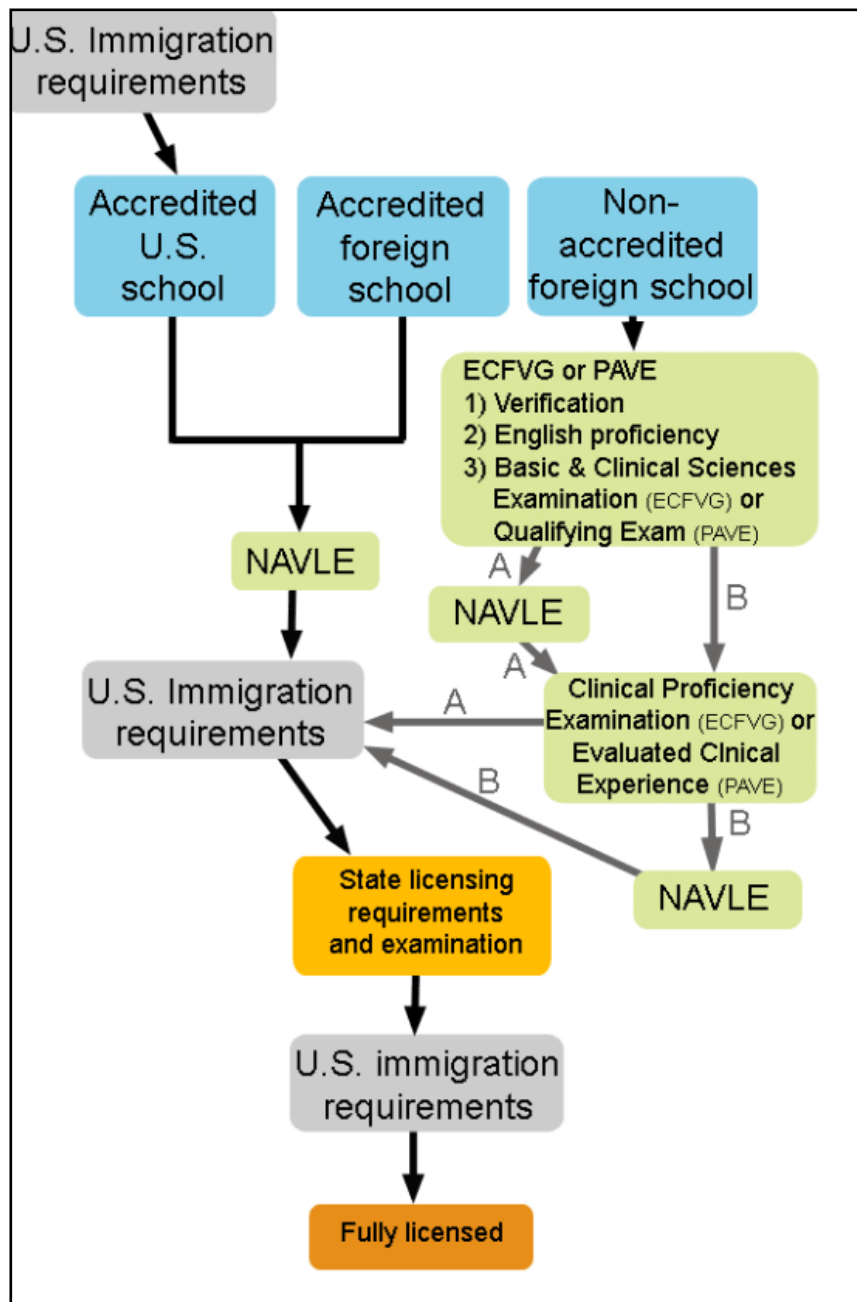 U.S. Immigration
requirements
Accredited
U.S.
school
Accredited
foreign
school
Non-
accredited
foreign school
ECFVG or PAVE
1) Verification
2) English proficiency
3) Basic & Clinical Sciences
Examination (ECFVG) or
Qualifying Exam (PAVE)
NAVLE
A
B
NAVLE
A
U.S. Immigration
requirements
A
Clinical Proficiency
Examination (ECFVG) or
Evaluated Clnical
Experience (PAVE)
B
B
State licensing
requirements
and examination
NAVLE
U.S. immigration
requirements
Fully licensed